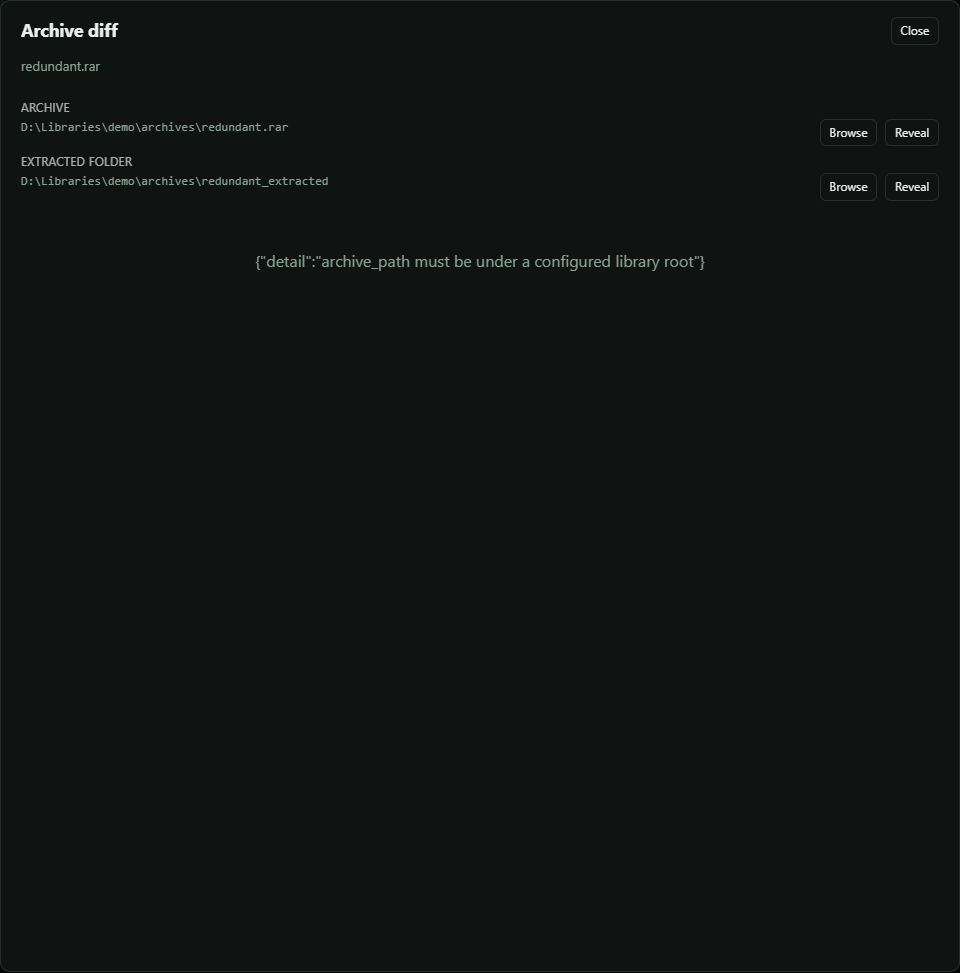 Archive diff
Close
redundant.rar
ARCHIVE
D:\Libraries\demo\archives\redundant.rar
Browse
Reveal
EXTRACTED FOLDER
D:\Libraries\demo\archives\redundant_extracted
Browse
Reveal
{"detail":"archive_path must be under a configured library root"}